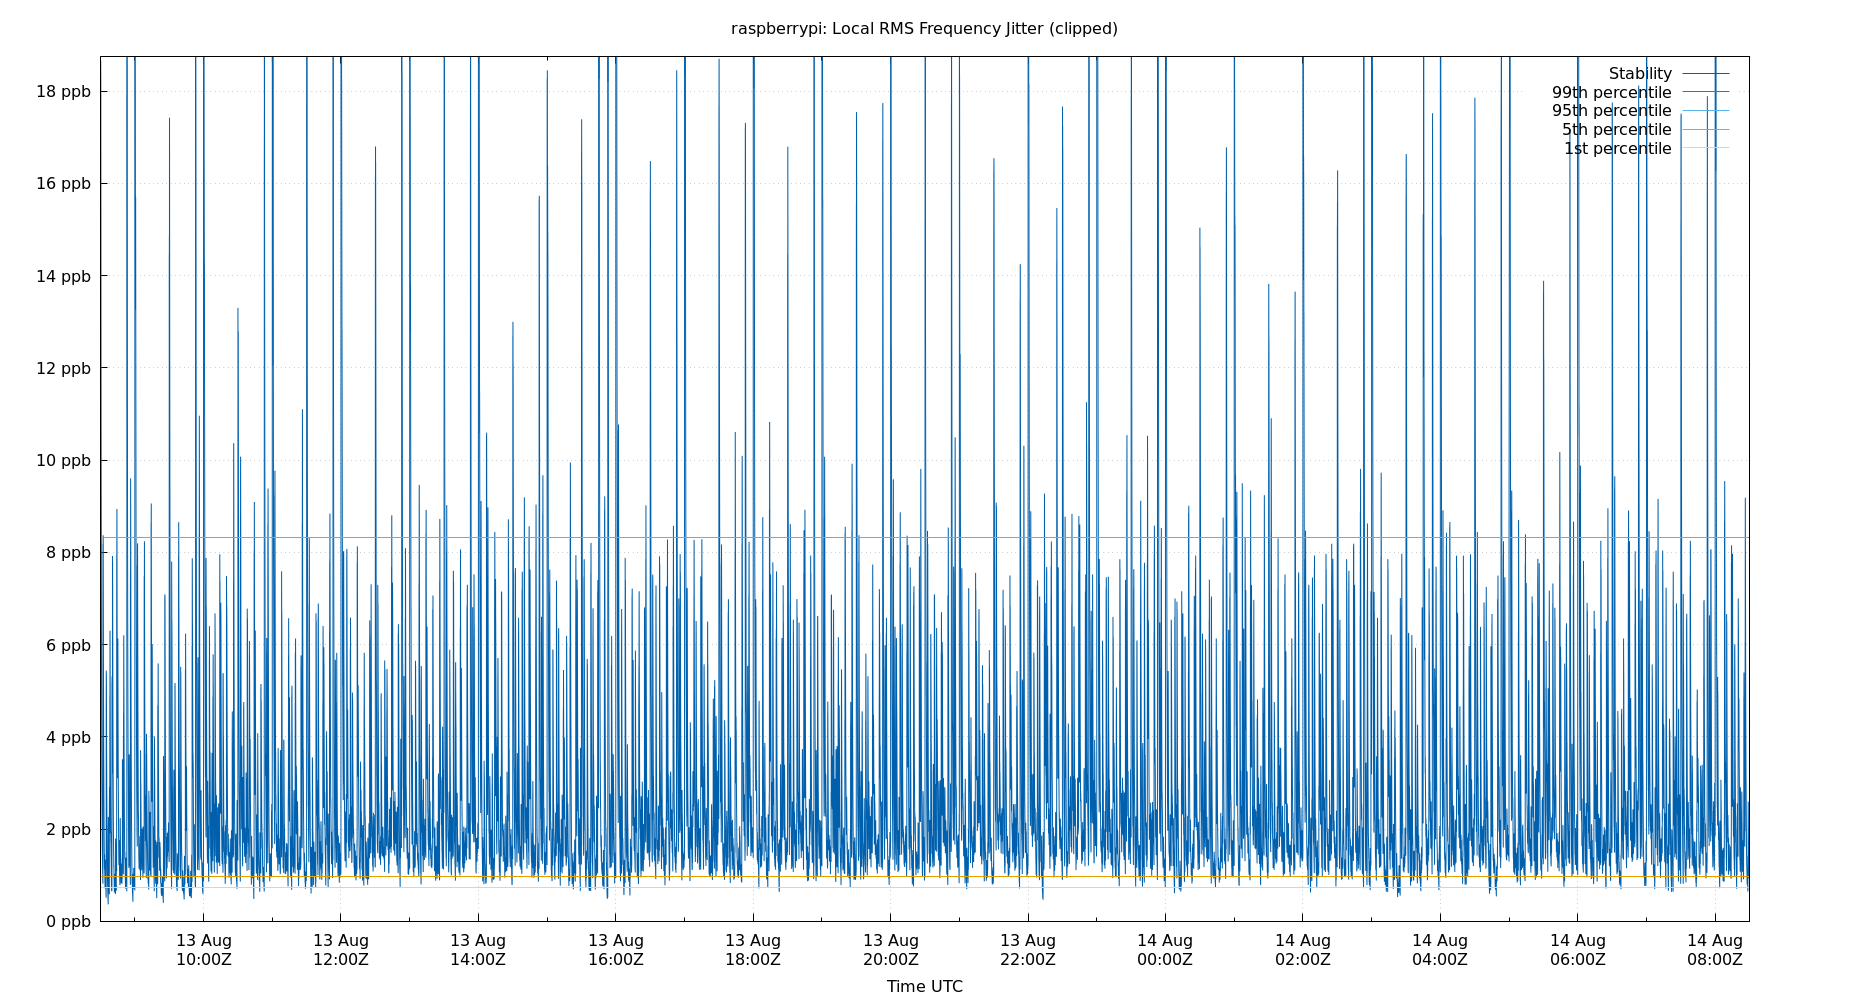 raspberrypi: Local RMS Frequency Jitter (clipped)
Stability
99th percentile
95th percentile
5th percentile
1st percentile
18 ppb
16 ppb
14 ppb
12 ppb
10 ppb
8 ppb
6 ppb
4 ppb
2 ppb
0 ppb
13 Aug 13 Aug 13 Aug 13 Aug 13 Aug 13 Aug 13 Aug 14 Aug 14 Aug 14 Aug 14 Aug 14 Aug
10:00Z 12:00Z 14:00Z 16:00Z 18:00Z 20:00Z 22:00Z 00:00Z 02:00Z 04:00Z 06:00Z 08:00Z
Time UTC